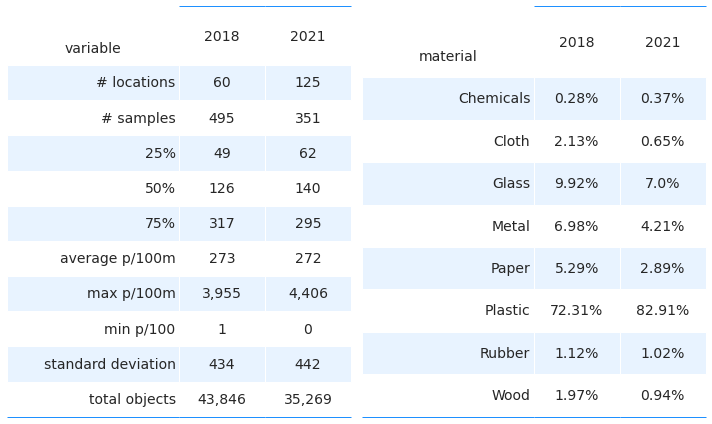 variable 2018 2021
# locations 60 125
# samples 495 351
25% 49 62
50% 126 140
75% 317 295
average p/100m 273 272
max p/100m 3,955 4,406
min p/100 1 0
standard deviation 434 442
total objects 43,846 35,269
material 2018 2021
Chemicals 0.28% 0.37%
Cloth 2.13% 0.65%
Glass 9.92% 7.0%
Metal 6.98% 4.21%
Paper 5.29% 2.89%
Plastic 72.31% 82.91%
Rubber 1.12% 1.02%
Wood 1.97% 0.94%